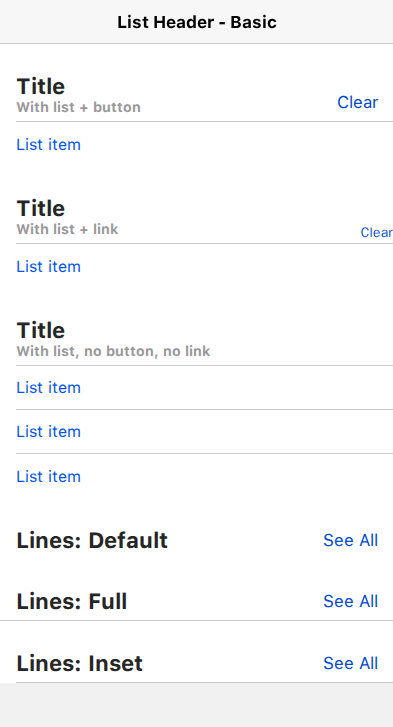 List Header - Basic
Title
With list + button
Clear
List item
Title
With list + link
Clear
List item
Title
With list, no button, no link
List item
List item
List item
Lines: Default
See All
Lines: Full
See All
Lines: Inset
See All